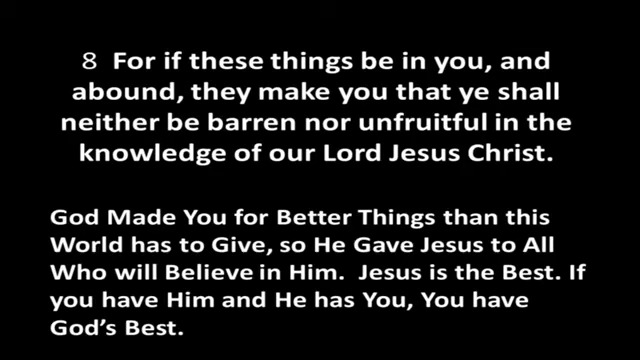 8 For if these things be in you, and
abound, they make you that ye shall
neither be barren nor unfruitful in the
knowledge of our Lord Jesus Christ.
God Made You for Better Things than this
World has to Give, so He Gave Jesus to All
Who will Believe in Him. Jesus is the Best. If
you have Him and He has You, You have
God's Best.